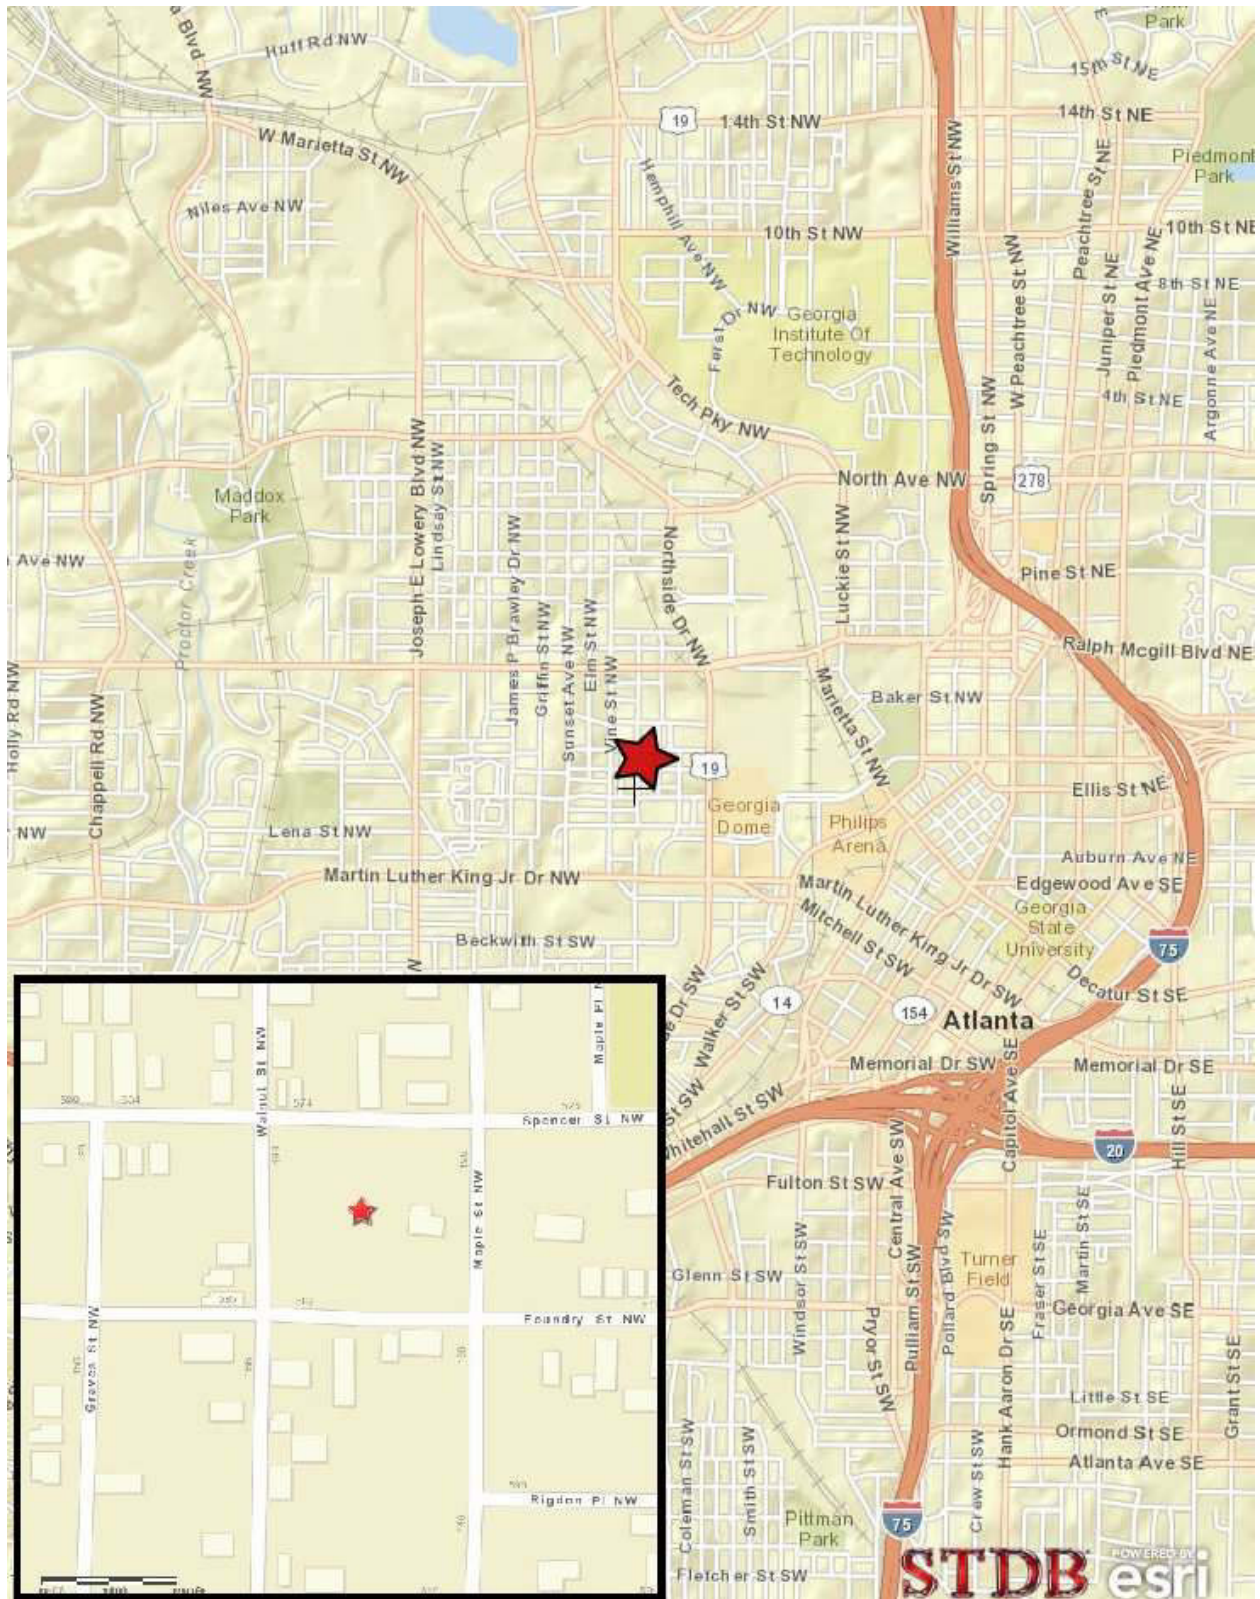 Park
Huff Rd NW
15th St NE
19
14th St NW
14th St NE
W Marietta St NW
Williams St NW
Piedmont
Park
Hemphill Ave NW
Peachtree St NE
Niles Ave NW
10th St NW
10th St NE
W Peachtree St NW
Juniper St NE
Piedmont Ave NE
8th St NE
Argonne Ave NE
Ferst Dr NW
Georgia
Institute Of
Technology
Tech Pky NW
4th St NE
Spring St NW
Joseph E Lowery Blvd NW
Lindsay St NW
North Ave NW
278
Maddox
Park
Luckie St NW
Northside Dr NW
James P Brawley Dr NW
Ave NW
Proctor Creek
Pine St NE
Griffin St NW
Sunset Ave NW
Elm St NW
Vine St NW
Ralph Mcgill Blvd NE
Holly Rd NW
Chappell Rd NW
Marietta St NW
Baker St NW
19
Ellis St NE
Georgia
Dome
Philips
Arena
NW
Lena St NW
Auburn Ave NE
Martin Luther King Jr Dr NW
Edgewood Ave SE
Martin Luther King Jr Dr SW
Mitchell St SW
Georgia
State
University
Beckwith St SW
75
Decatur St SE
Walker St SW
14
154
Atlanta
Memorial Dr SW
Memorial Dr SE
Capitol Ave SE
Whitehall St SW
Hill St SE
20
Fulton St SW
Central Ave SW
Martin St SE
Windsor St SW
Glenn St SW
Pulliam St SW
Pollard Blvd SW
Turner
Field
Fraser St SE
Georgia Ave SE
Pryor St SW
Hank Aaron Dr SE
Little St SE
Grant St SE
Ormond St SE
Atlanta Ave SE
Coleman St SW
Smith St SW
Crew St SW
Pittman
Park
75
Fletcher St SW
Walnut St NW
Maple Pl N
574
575
Spencer St NW
Maple St NW
Foundry St NW
Graves St NW
Rigdon Pl NW
STDB
POWERED BY
esri